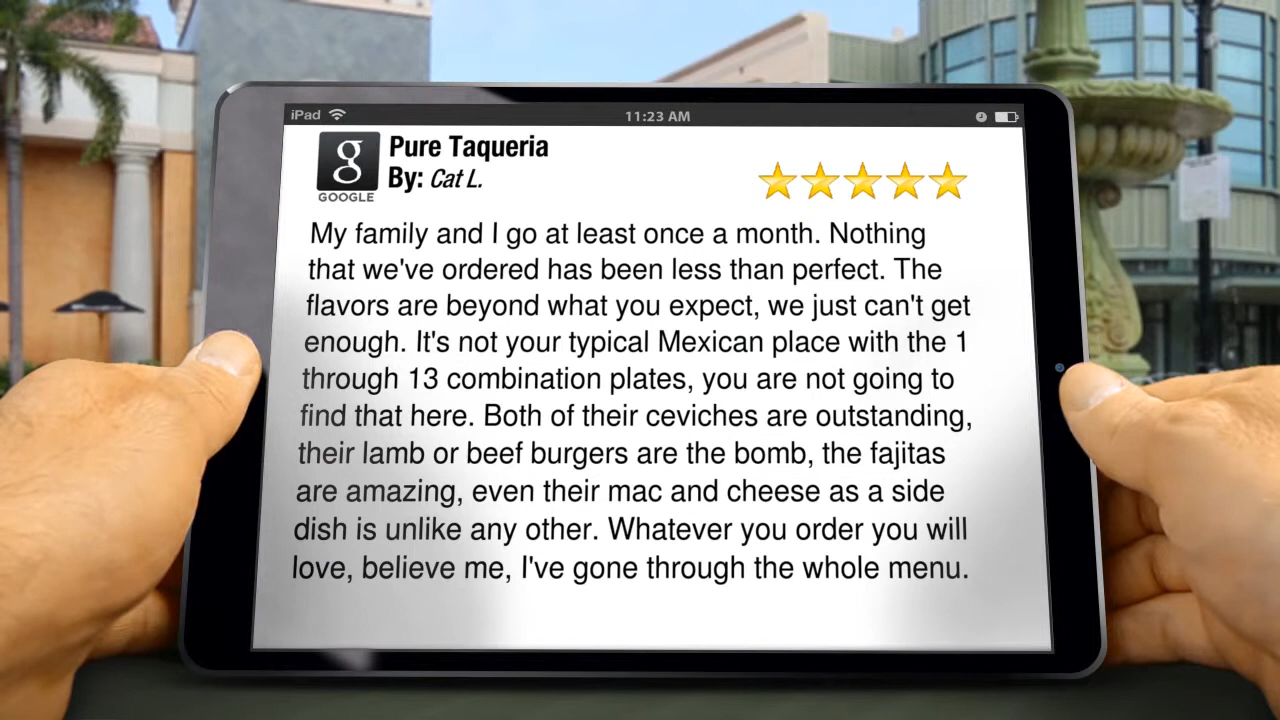 iPad
11:23 AM
g
GOOGLE
Pure Taqueria
By: Cat L.
My family and I go at least once a month. Nothing
that we've ordered has been less than perfect. The
flavors are beyond what you expect, we just can't get
enough. It's not your typical Mexican place with the 1
through 13 combination plates, you are not going to
find that here. Both of their ceviches are outstanding,
their lamb or beef burgers are the bomb, the fajitas
are amazing, even their mac and cheese as a side
dish is unlike any other. Whatever you order you will
love, believe me, I've gone through the whole menu.